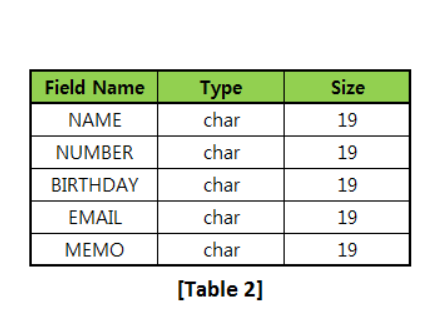 Field Name Type Size
NAME char 19
NUMBER char 19
BIRTHDAY char 19
EMAIL char 19
MEMO char 19
[Table 2]